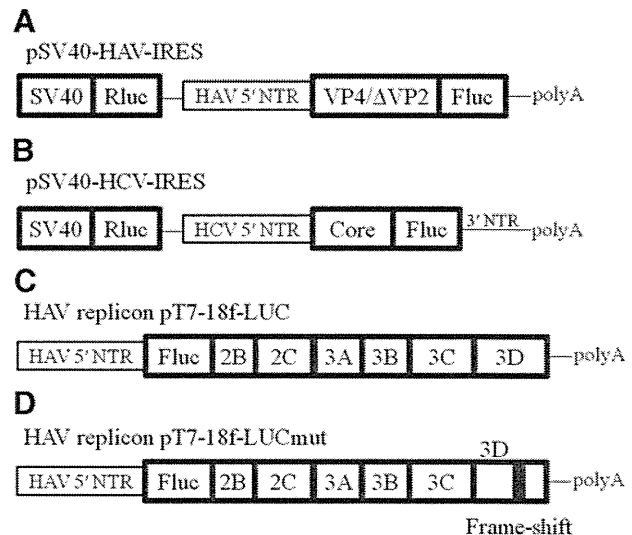 A
pSV40-HAV-IRES
SV40 Rluc HAV 5' NTR VP4/ΔVP2 Fluc polyA
B
pSV40-HCV-IRES
SV40 Rluc HCV 5' NTR Core Fluc 3' NTR polyA
C
HAV replicon pT7-18f-LUC
HAV 5' NTR Fluc 2B 2C 3A 3B 3C 3D polyA
D
HAV replicon pT7-18f-LUCmut
3D
HAV 5' NTR Fluc 2B 2C 3A 3B 3C polyA
Frame-shift